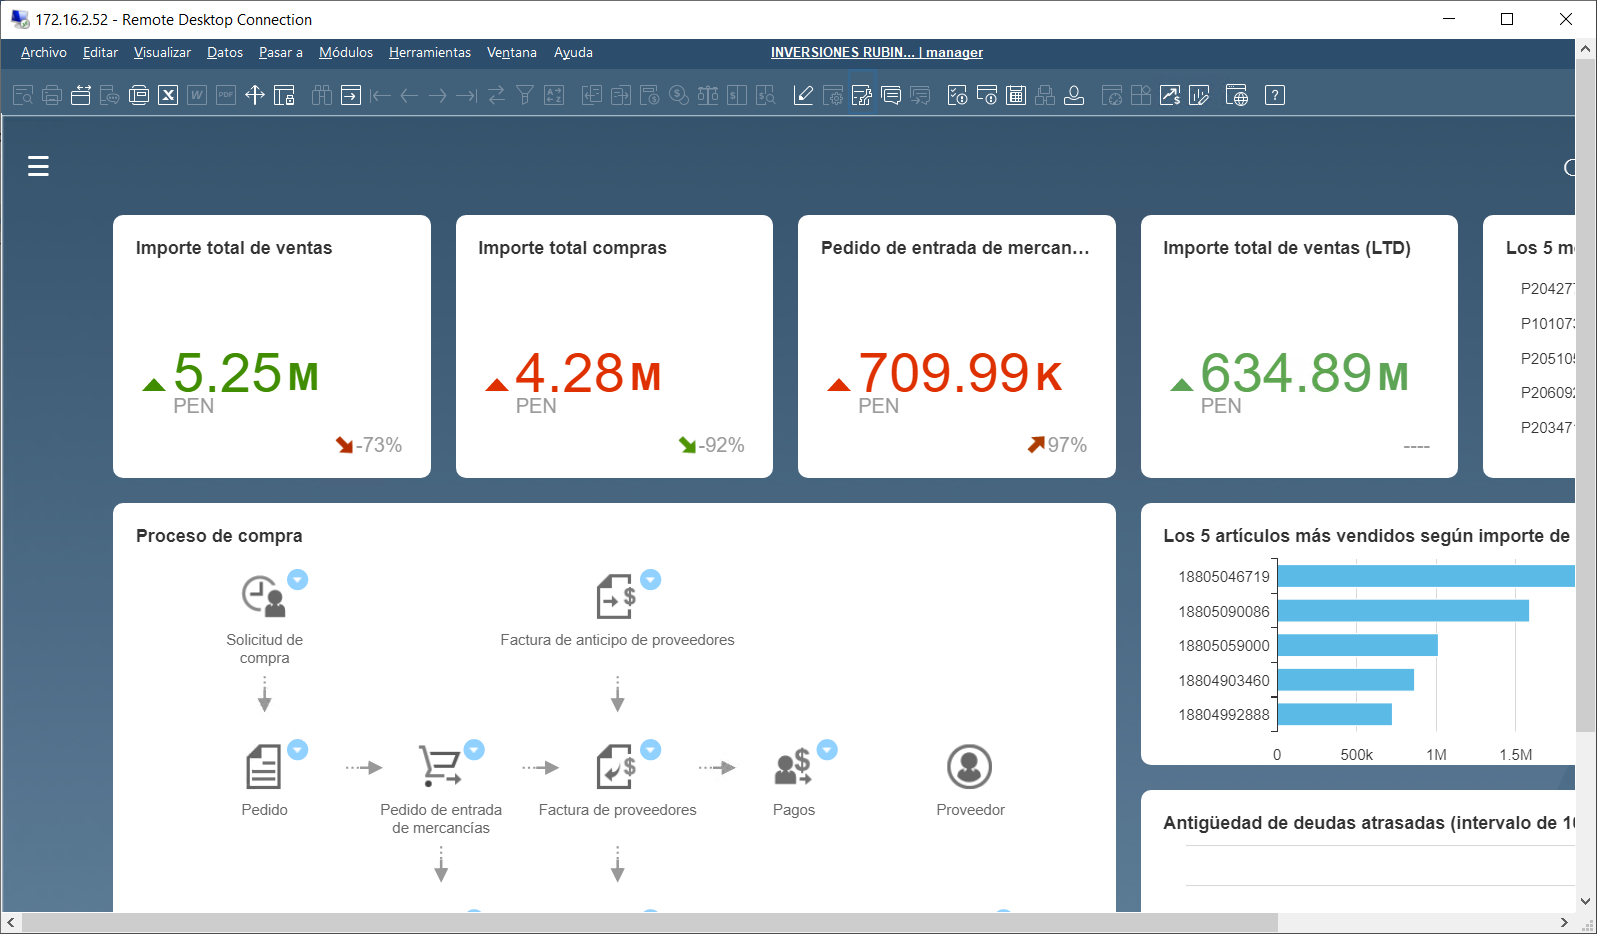 172.16.2.52 - Remote Desktop Connection
Archivo Editar Visualizar Datos Pasar a Módulos Herramientas Ventana Ayuda INVERSIONES RUBIN... | manager
Importe total de ventas
5.25 M
PEN
-73%
Importe total compras
4.28 M
PEN
-92%
Pedido de entrada de mercan...
709.99 K
PEN
97%
Importe total de ventas (LTD)
634.89 M
PEN
----
Los 5 m
P20427
P10107
P20510
P20609
P20347
Proceso de compra
Solicitud de
compra
Factura de anticipo de proveedores
Pedido
Pedido de entrada
de mercancías
Factura de proveedores
Pagos
Proveedor
Los 5 artículos más vendidos según importe de
18805046719
18805090086
18805059000
18804903460
18804992888
0 500k 1M 1.5M
Antigüedad de deudas atrasadas (intervalo de 1